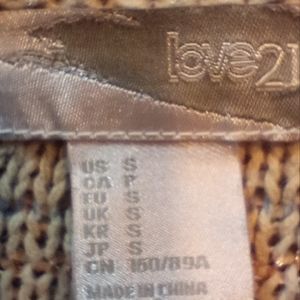 love21
US S
CA P
EU S
UK S
KR S
JP S
CN 160/89A
MADE IN CHINA